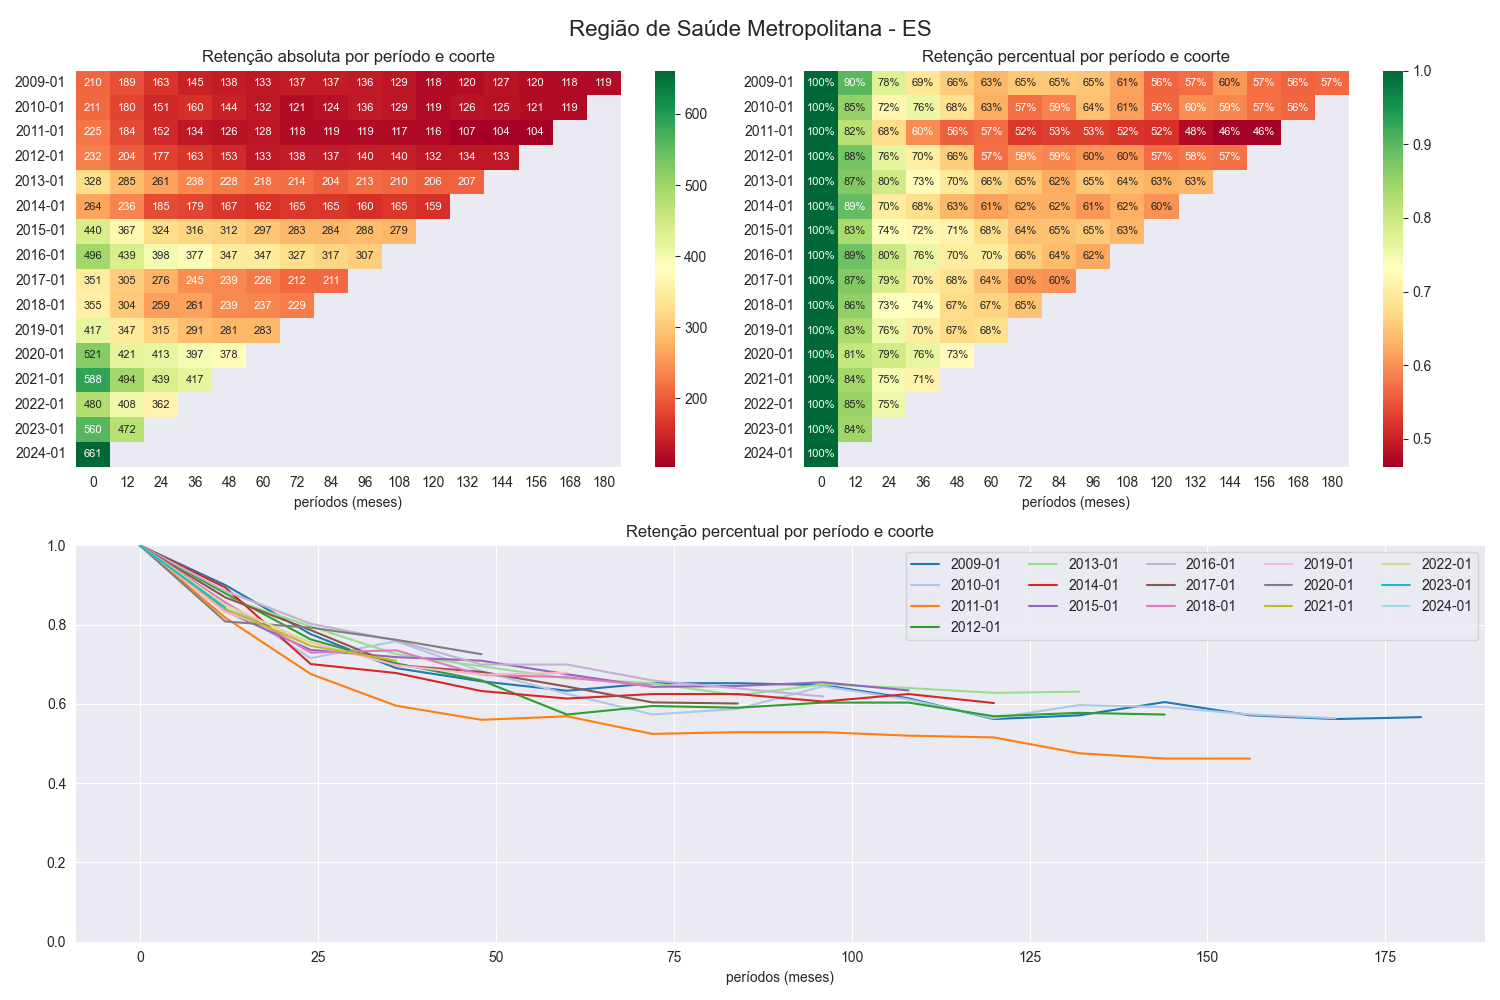 Região de Saúde Metropolitana - ES
Retenção absoluta por período e coorte
2009-01 210 189 163 145 138 133 137 137 136 129 118 120 127 120 118 119
2010-01 211 180 151 160 144 132 121 124 136 129 119 126 125 121 119
2011-01 225 184 152 134 126 128 118 119 119 117 116 107 104 104
2012-01 232 204 177 163 153 133 138 137 140 140 132 134 133
2013-01 328 285 261 238 228 218 214 204 213 210 206 207
2014-01 264 236 185 179 167 162 165 165 160 165 159
2015-01 440 367 324 316 312 297 283 284 288 279
2016-01 496 439 398 377 347 347 327 317 307
2017-01 351 305 276 245 239 226 212 211
2018-01 355 304 259 261 239 237 229
2019-01 417 347 315 291 281 283
2020-01 521 421 413 397 378
2021-01 588 494 439 417
2022-01 480 408 362
2023-01 560 472
2024-01 661
0 12 24 36 48 60 72 84 96 108 120 132 144 156 168 180
períodos (meses)
600
500
400
300
200
Retenção percentual por período e coorte
2009-01 100% 90% 78% 69% 66% 63% 65% 65% 65% 61% 56% 57% 60% 57% 56% 57%
2010-01 100% 85% 72% 76% 68% 63% 57% 59% 64% 61% 56% 60% 59% 57% 56%
2011-01 100% 82% 68% 60% 56% 57% 52% 53% 53% 52% 52% 48% 46% 46%
2012-01 100% 88% 76% 70% 66% 57% 59% 59% 60% 60% 57% 58% 57%
2013-01 100% 87% 80% 73% 70% 66% 65% 62% 65% 64% 63% 63%
2014-01 100% 89% 70% 68% 63% 61% 62% 62% 61% 62% 60%
2015-01 100% 83% 74% 72% 71% 68% 64% 65% 65% 63%
2016-01 100% 89% 80% 76% 70% 70% 66% 64% 62%
2017-01 100% 87% 79% 70% 68% 64% 60% 60%
2018-01 100% 86% 73% 74% 67% 67% 65%
2019-01 100% 83% 76% 70% 67% 68%
2020-01 100% 81% 79% 76% 73%
2021-01 100% 84% 75% 71%
2022-01 100% 85% 75%
2023-01 100% 84%
2024-01 100%
0 12 24 36 48 60 72 84 96 108 120 132 144 156 168 180
períodos (meses)
1.0
0.9
0.8
0.7
0.6
0.5
Retenção percentual por período e coorte
1.0
0.8
0.6
0.4
0.2
0.0
2009-01 2013-01 2016-01 2019-01 2022-01
2010-01 2014-01 2017-01 2020-01 2023-01
2011-01 2015-01 2018-01 2021-01 2024-01
2012-01
0 25 50 75 100 125 150 175
períodos (meses)